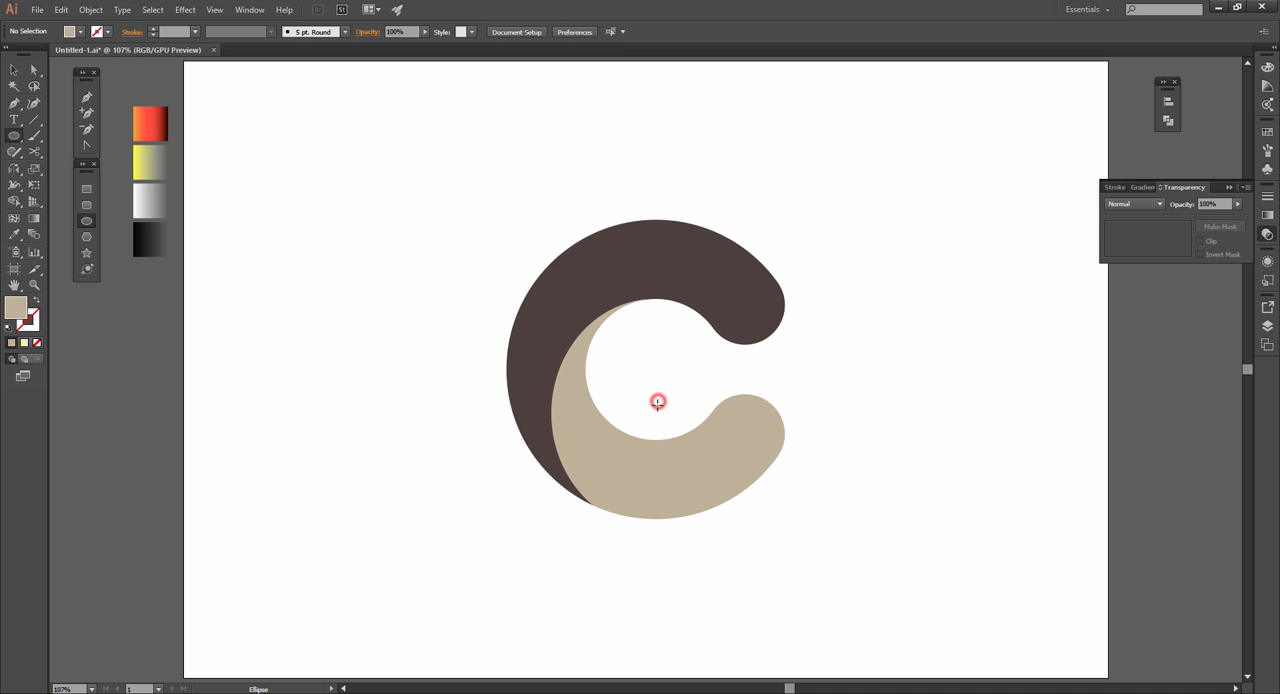 Ai File Edit Object Type Select Effect View Window Help Br St Essentials
No Selection Stroke: 5 pt. Round Opacity: 100% Style: Document Setup Preferences
Untitled-1.ai* @ 107% (RGB/GPU Preview) ×
Stroke Gradien Transparency
Normal Opacity: 100%
Make Mask
Clip
Invert Mask
107% 1 Ellipse